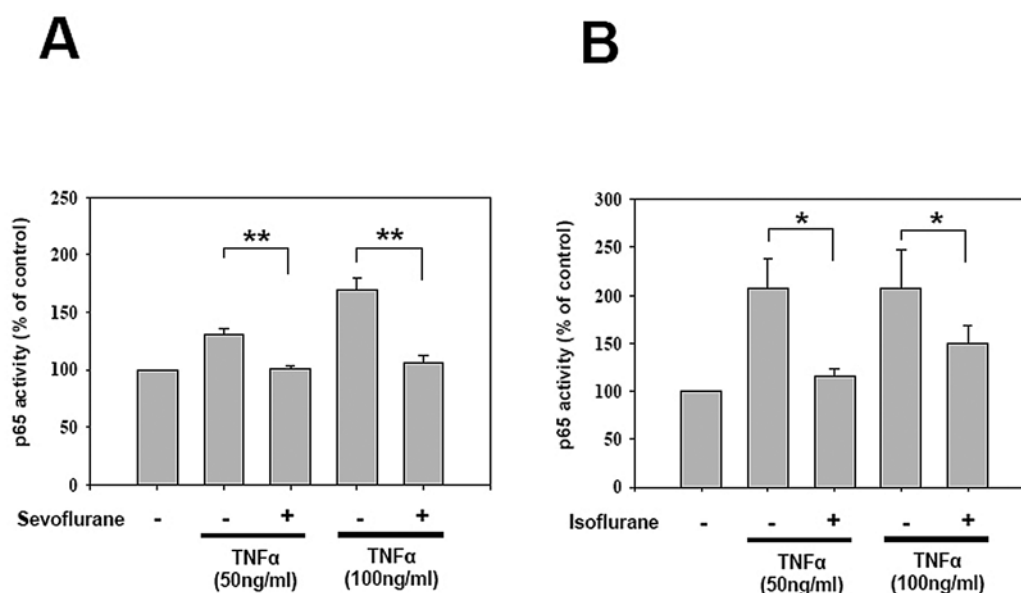 A
p65 activity (% of control)
250
200
150
100
50
0
** **
Sevoflurane - - + - +
TNFα TNFα
(50ng/ml) (100ng/ml)
B
p65 activity (% of control)
300
250
200
150
100
50
0
* *
Isoflurane - - + - +
TNFα TNFα
(50ng/ml) (100ng/ml)